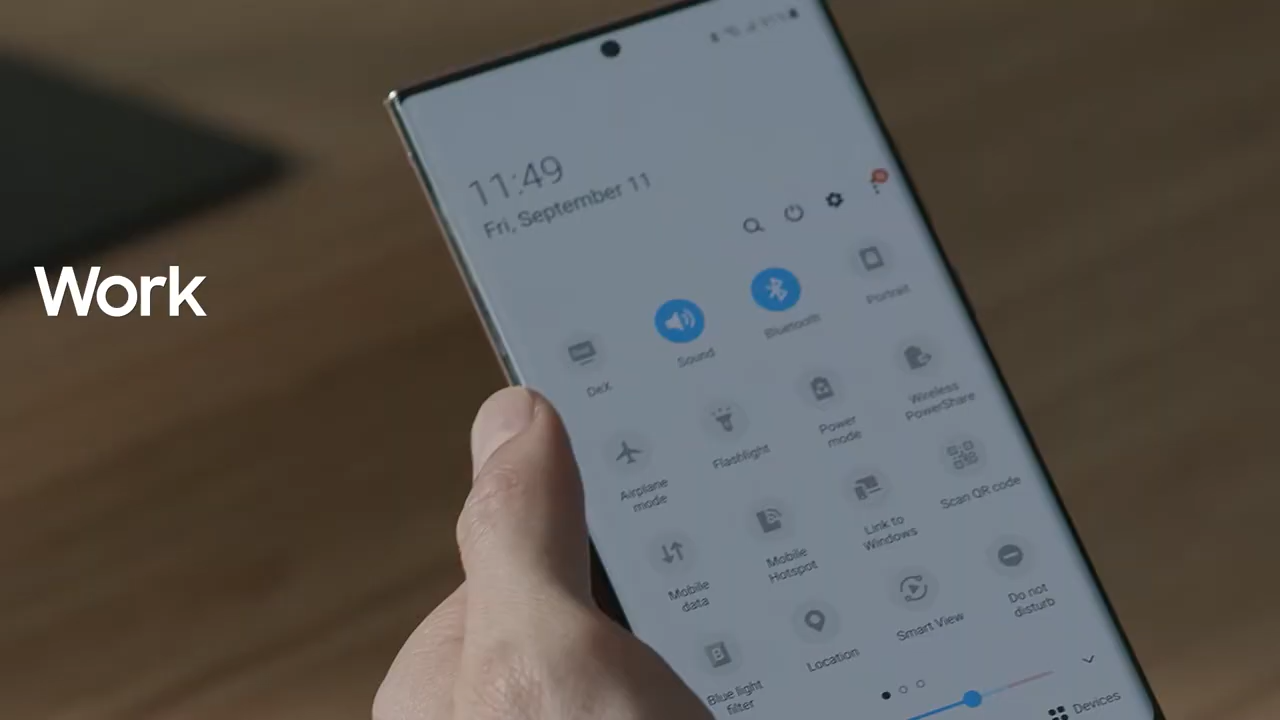 Work
11:49
Fri, September 11
DeX
Sound
Bluetooth
Portrait
Airplane
mode
Flashlight
Power
mode
Wireless
PowerShare
Mobile
data
Mobile
Hotspot
Link to
Windows
Scan QR code
Blue light
filter
Location
Smart View
Do not
disturb
Devices